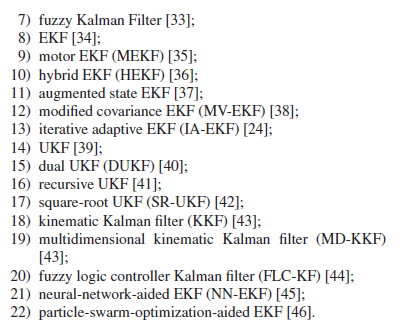 7) fuzzy Kalman Filter [33];
8) EKF [34];
9) motor EKF (MEKF) [35];
10) hybrid EKF (HEKF) [36];
11) augmented state EKF [37];
12) modified covariance EKF (MV-EKF) [38];
13) iterative adaptive EKF (IA-EKF) [24];
14) UKF [39];
15) dual UKF (DUKF) [40];
16) recursive UKF [41];
17) square-root UKF (SR-UKF) [42];
18) kinematic Kalman filter (KKF) [43];
19) multidimensional kinematic Kalman filter (MD-KKF)
[43];
20) fuzzy logic controller Kalman filter (FLC-KF) [44];
21) neural-network-aided EKF (NN-EKF) [45];
22) particle-swarm-optimization-aided EKF [46].